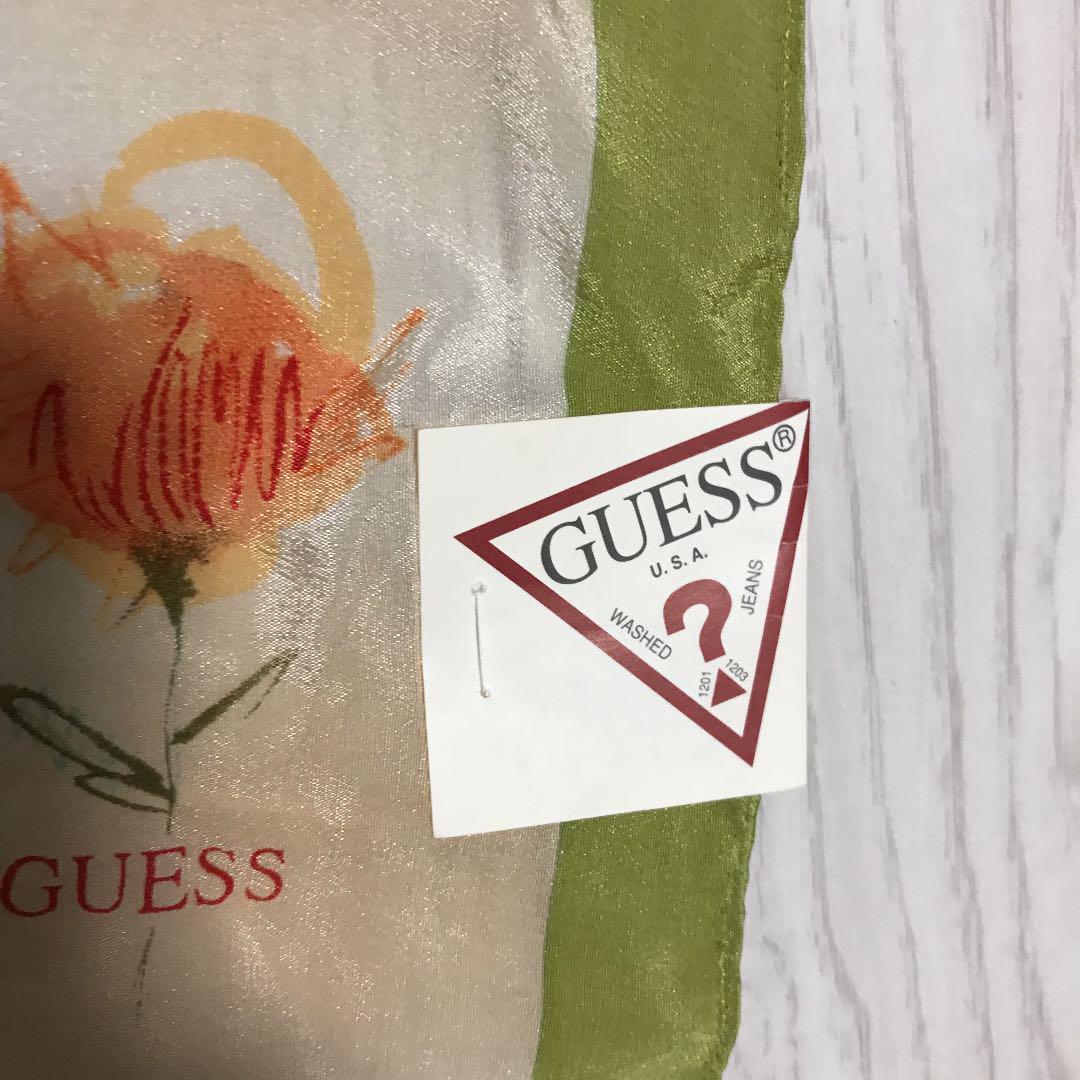 GUESS®
U.S.A.
WASHED ? JEANS
1201 1203
GUESS